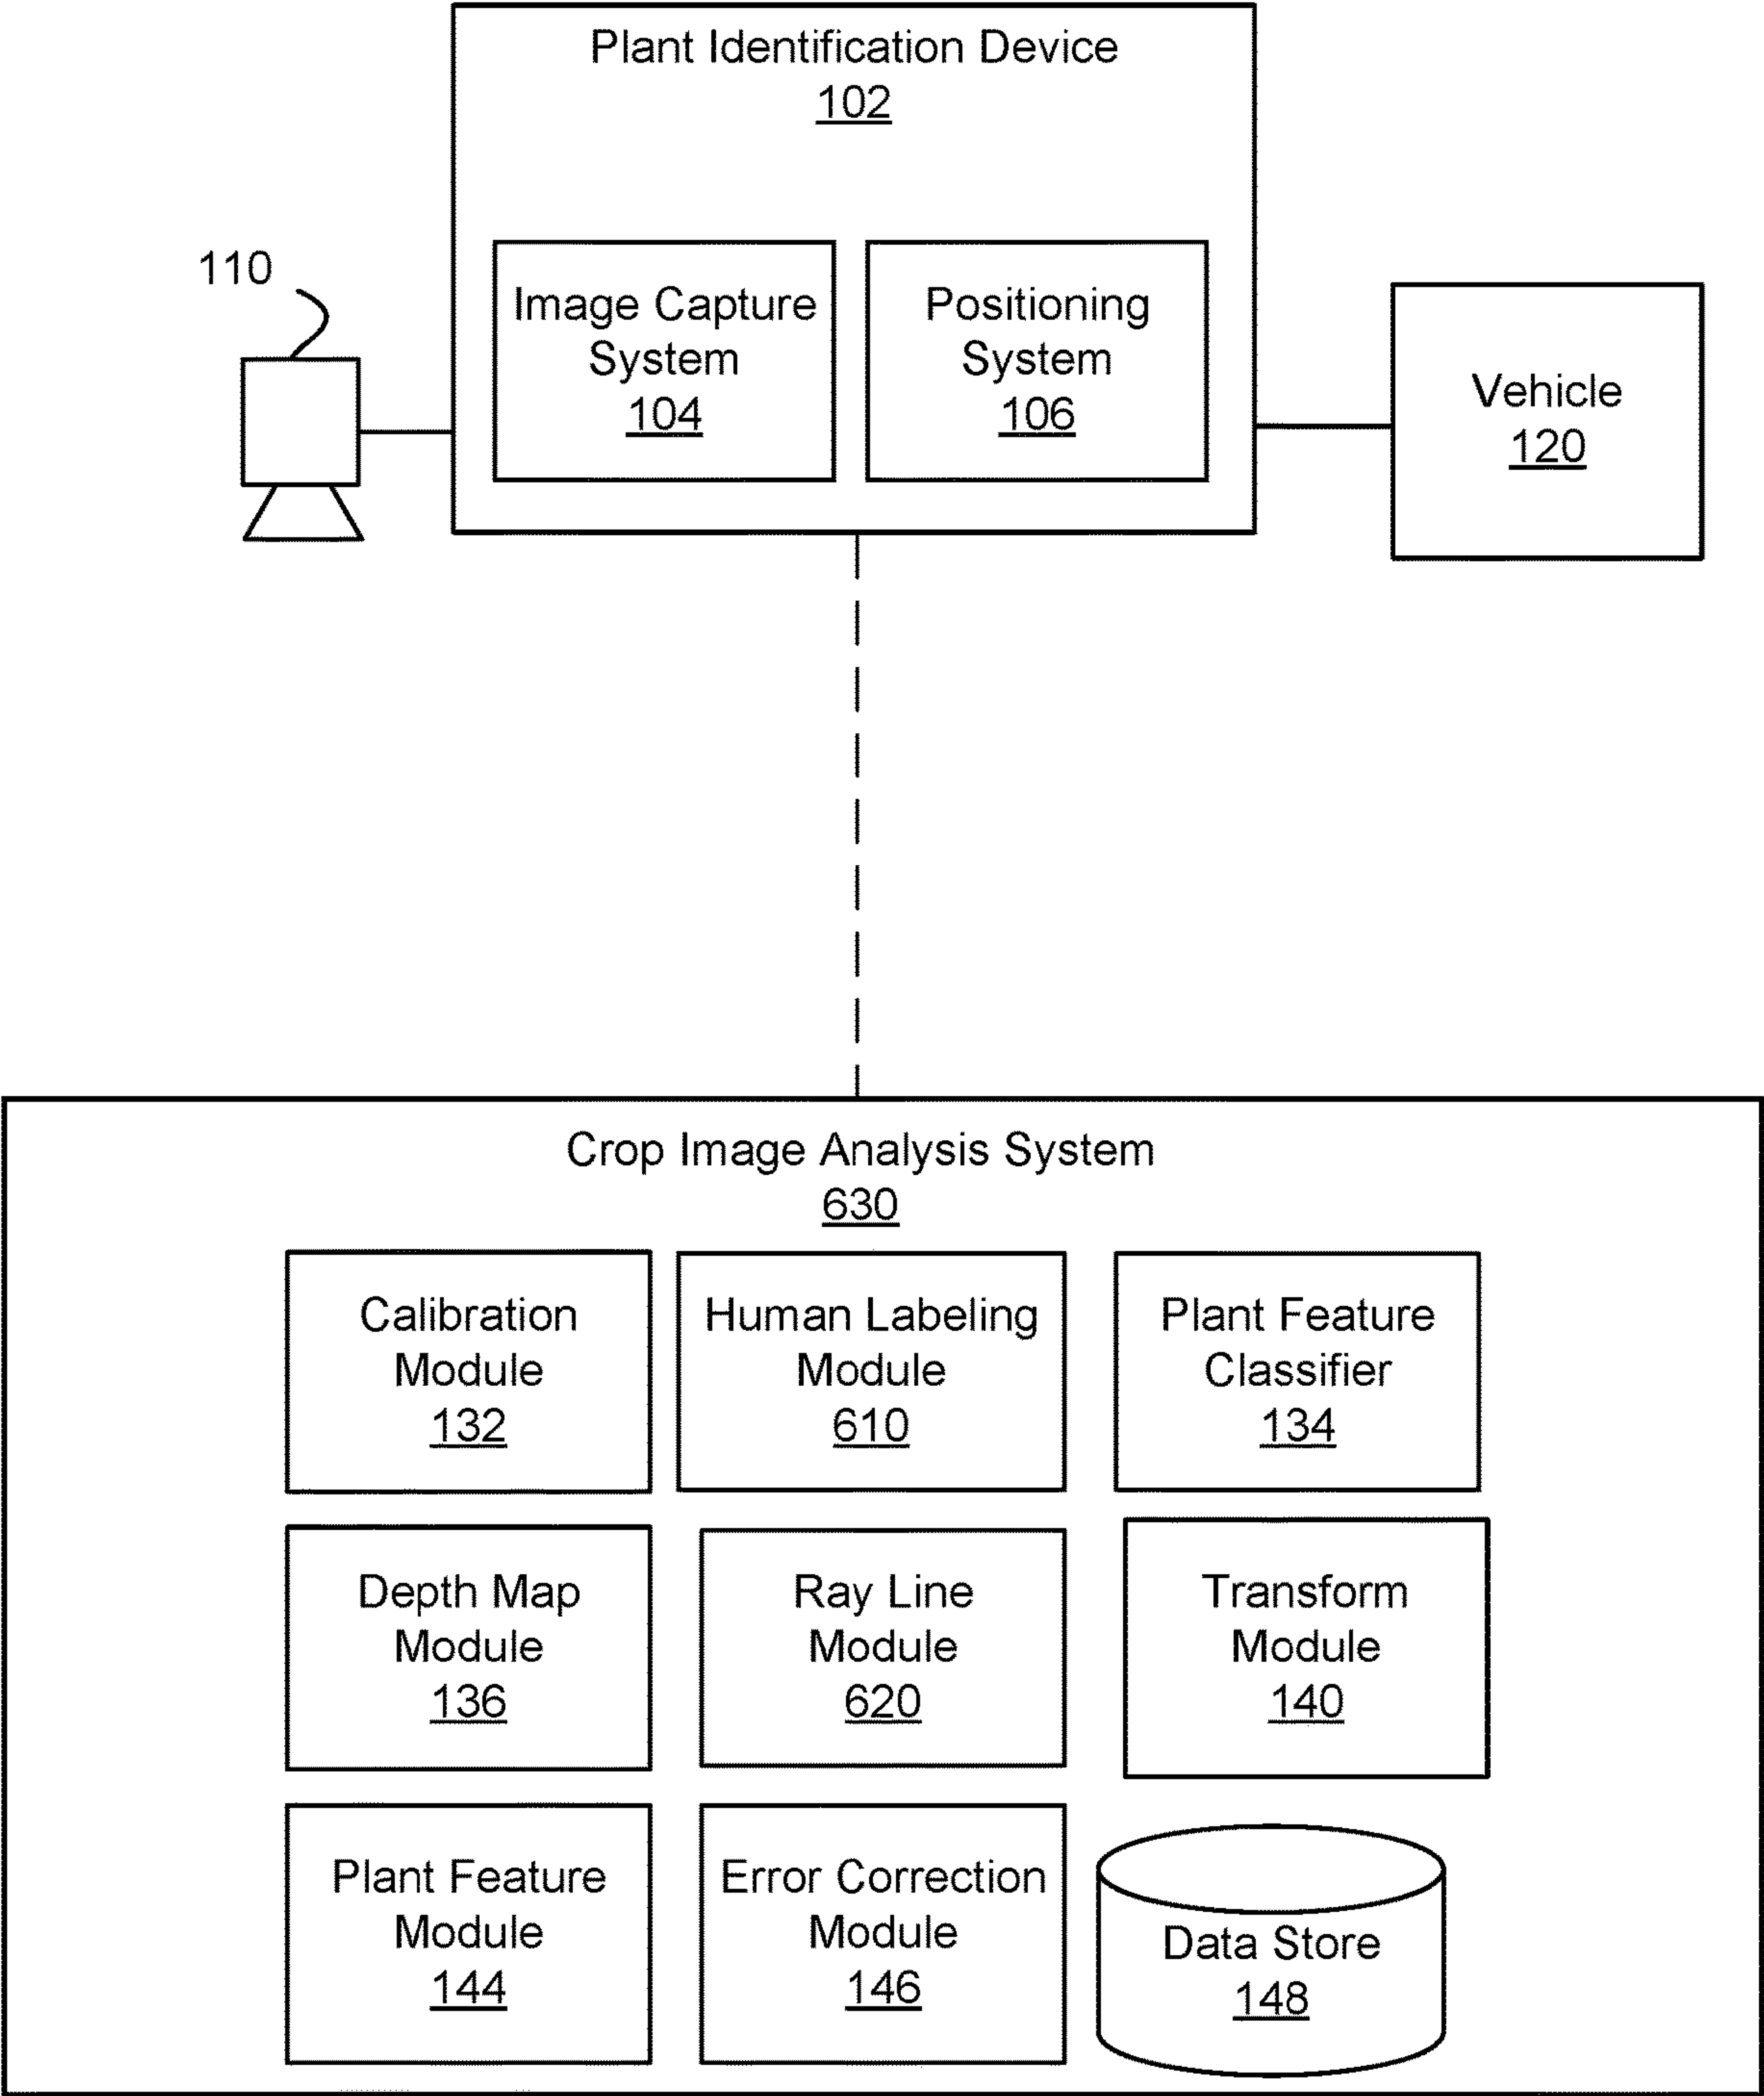 Plant Identification Device
102
110
Image Capture
System
104
Positioning
System
106
Vehicle
120
Crop Image Analysis System
630
Calibration
Module
132
Human Labeling
Module
610
Plant Feature
Classifier
134
Depth Map
Module
136
Ray Line
Module
620
Transform
Module
140
Plant Feature
Module
144
Error Correction
Module
146
Data Store
148